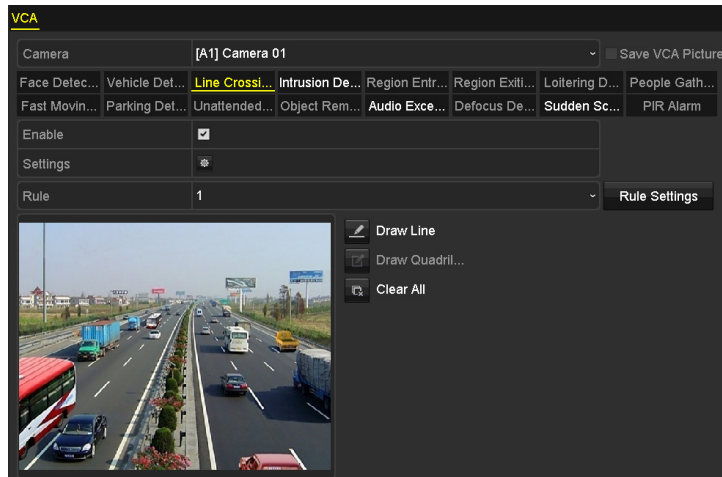 VCA
Camera [A1] Camera 01 Save VCA Picture
Face Detec... Vehicle Det... Line Crossi... Intrusion De... Region Entr... Region Exiti... Loitering D... People Gath...
Fast Movin... Parking Det... Unattended... Object Rem... Audio Exce... Defocus De... Sudden Sc... PIR Alarm
Enable
Settings
Rule 1 Rule Settings
Draw Line
Draw Quadril...
Clear All